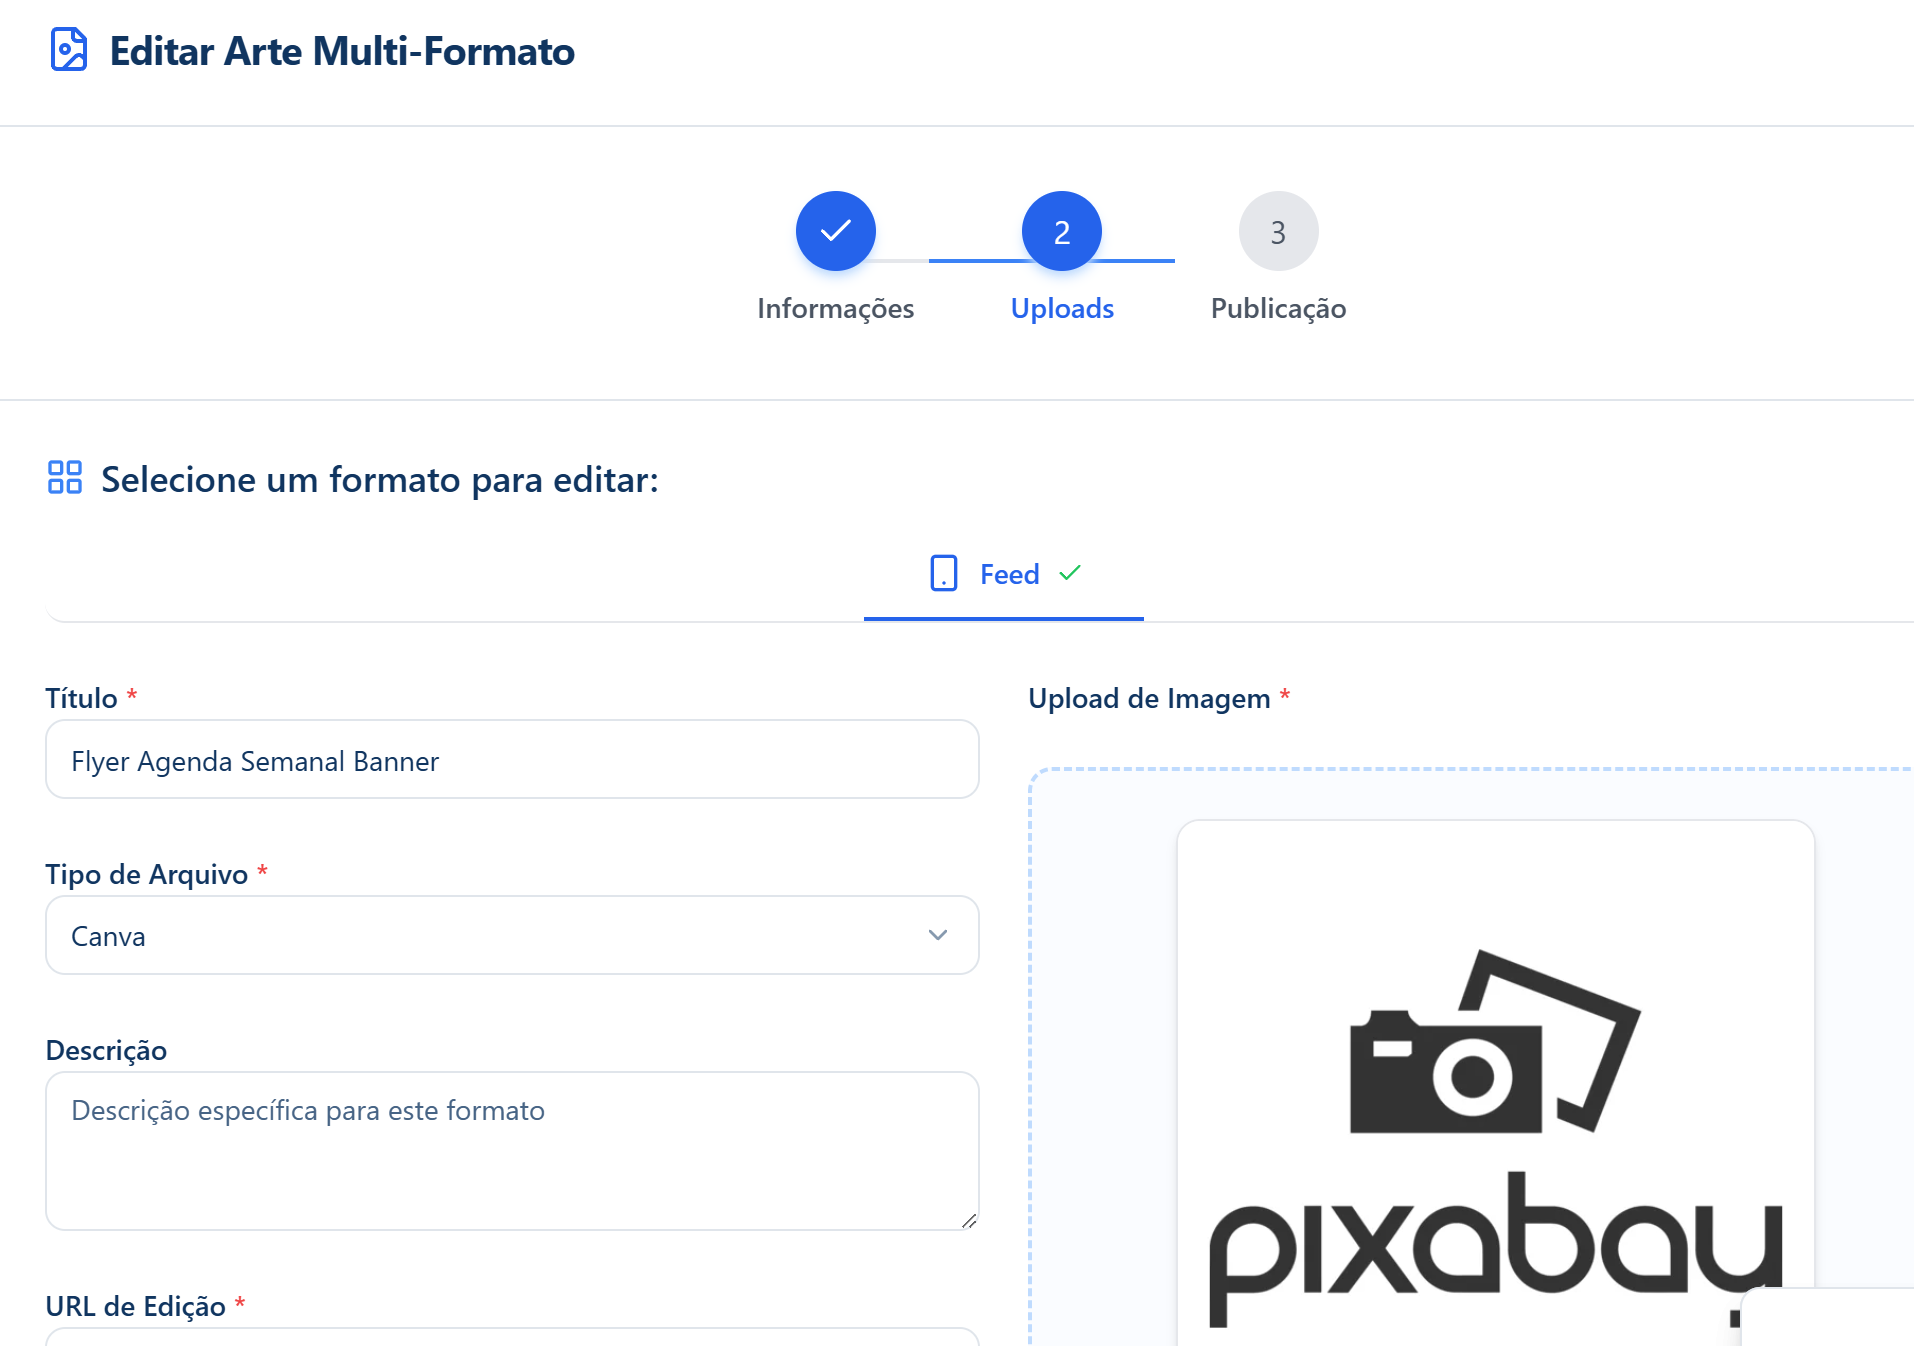 Editar Arte Multi-Formato
2
3
Informações
Uploads
Publicação
Selecione um formato para editar:
Feed
Título *
Flyer Agenda Semanal Banner
Tipo de Arquivo *
Canva
Descrição
Descrição específica para este formato
URL de Edição *
Upload de Imagem *
pixabay